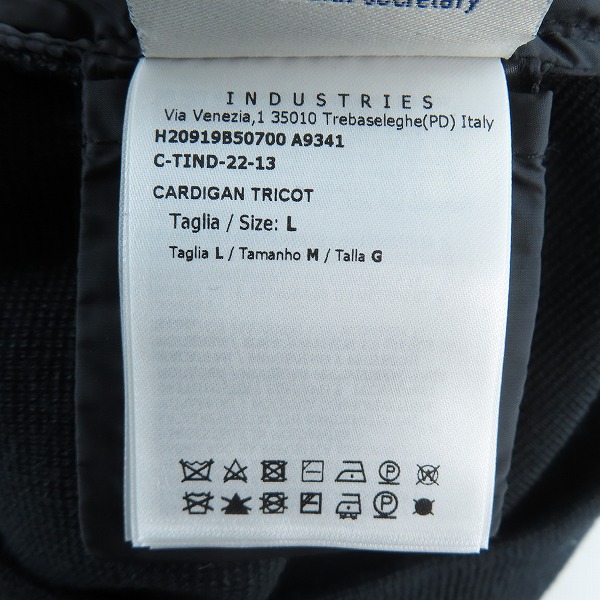 secretary
INDUSTRIES
Via Venezia,1 35010 Trebaseleghe(PD) Italy
H20919B50700 A9341
C-TIND-22-13
CARDIGAN TRICOT
Taglia / Size: L
Taglia L / Tamanho M / Talla G